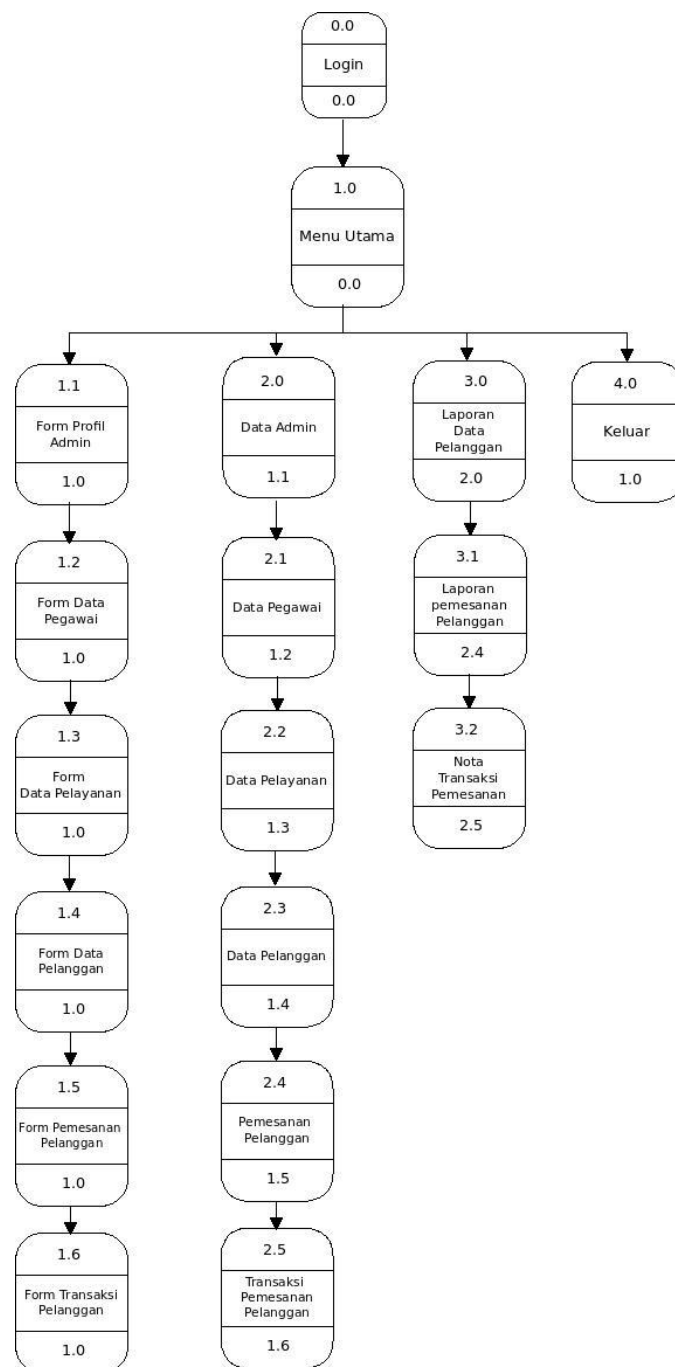 0.0
Login
0.0
1.0
Menu Utama
0.0
1.1
Form Profil
Admin
1.0
1.2
Form Data
Pegawai
1.0
1.3
Form
Data Pelayanan
1.0
1.4
Form Data
Pelanggan
1.0
1.5
Form Pemesanan
Pelanggan
1.0
1.6
Form Transaksi
Pelanggan
1.0
2.0
Data Admin
1.1
2.1
Data Pegawai
1.2
2.2
Data Pelayanan
1.3
2.3
Data Pelanggan
1.4
2.4
Pemesanan
Pelanggan
1.5
2.5
Transaksi
Pemesanan
Pelanggan
1.6
3.0
Laporan
Data
Pelanggan
2.0
3.1
Laporan
pemesanan
Pelanggan
2.4
3.2
Nota
Transaksi
Pemesanan
2.5
4.0
Keluar
1.0